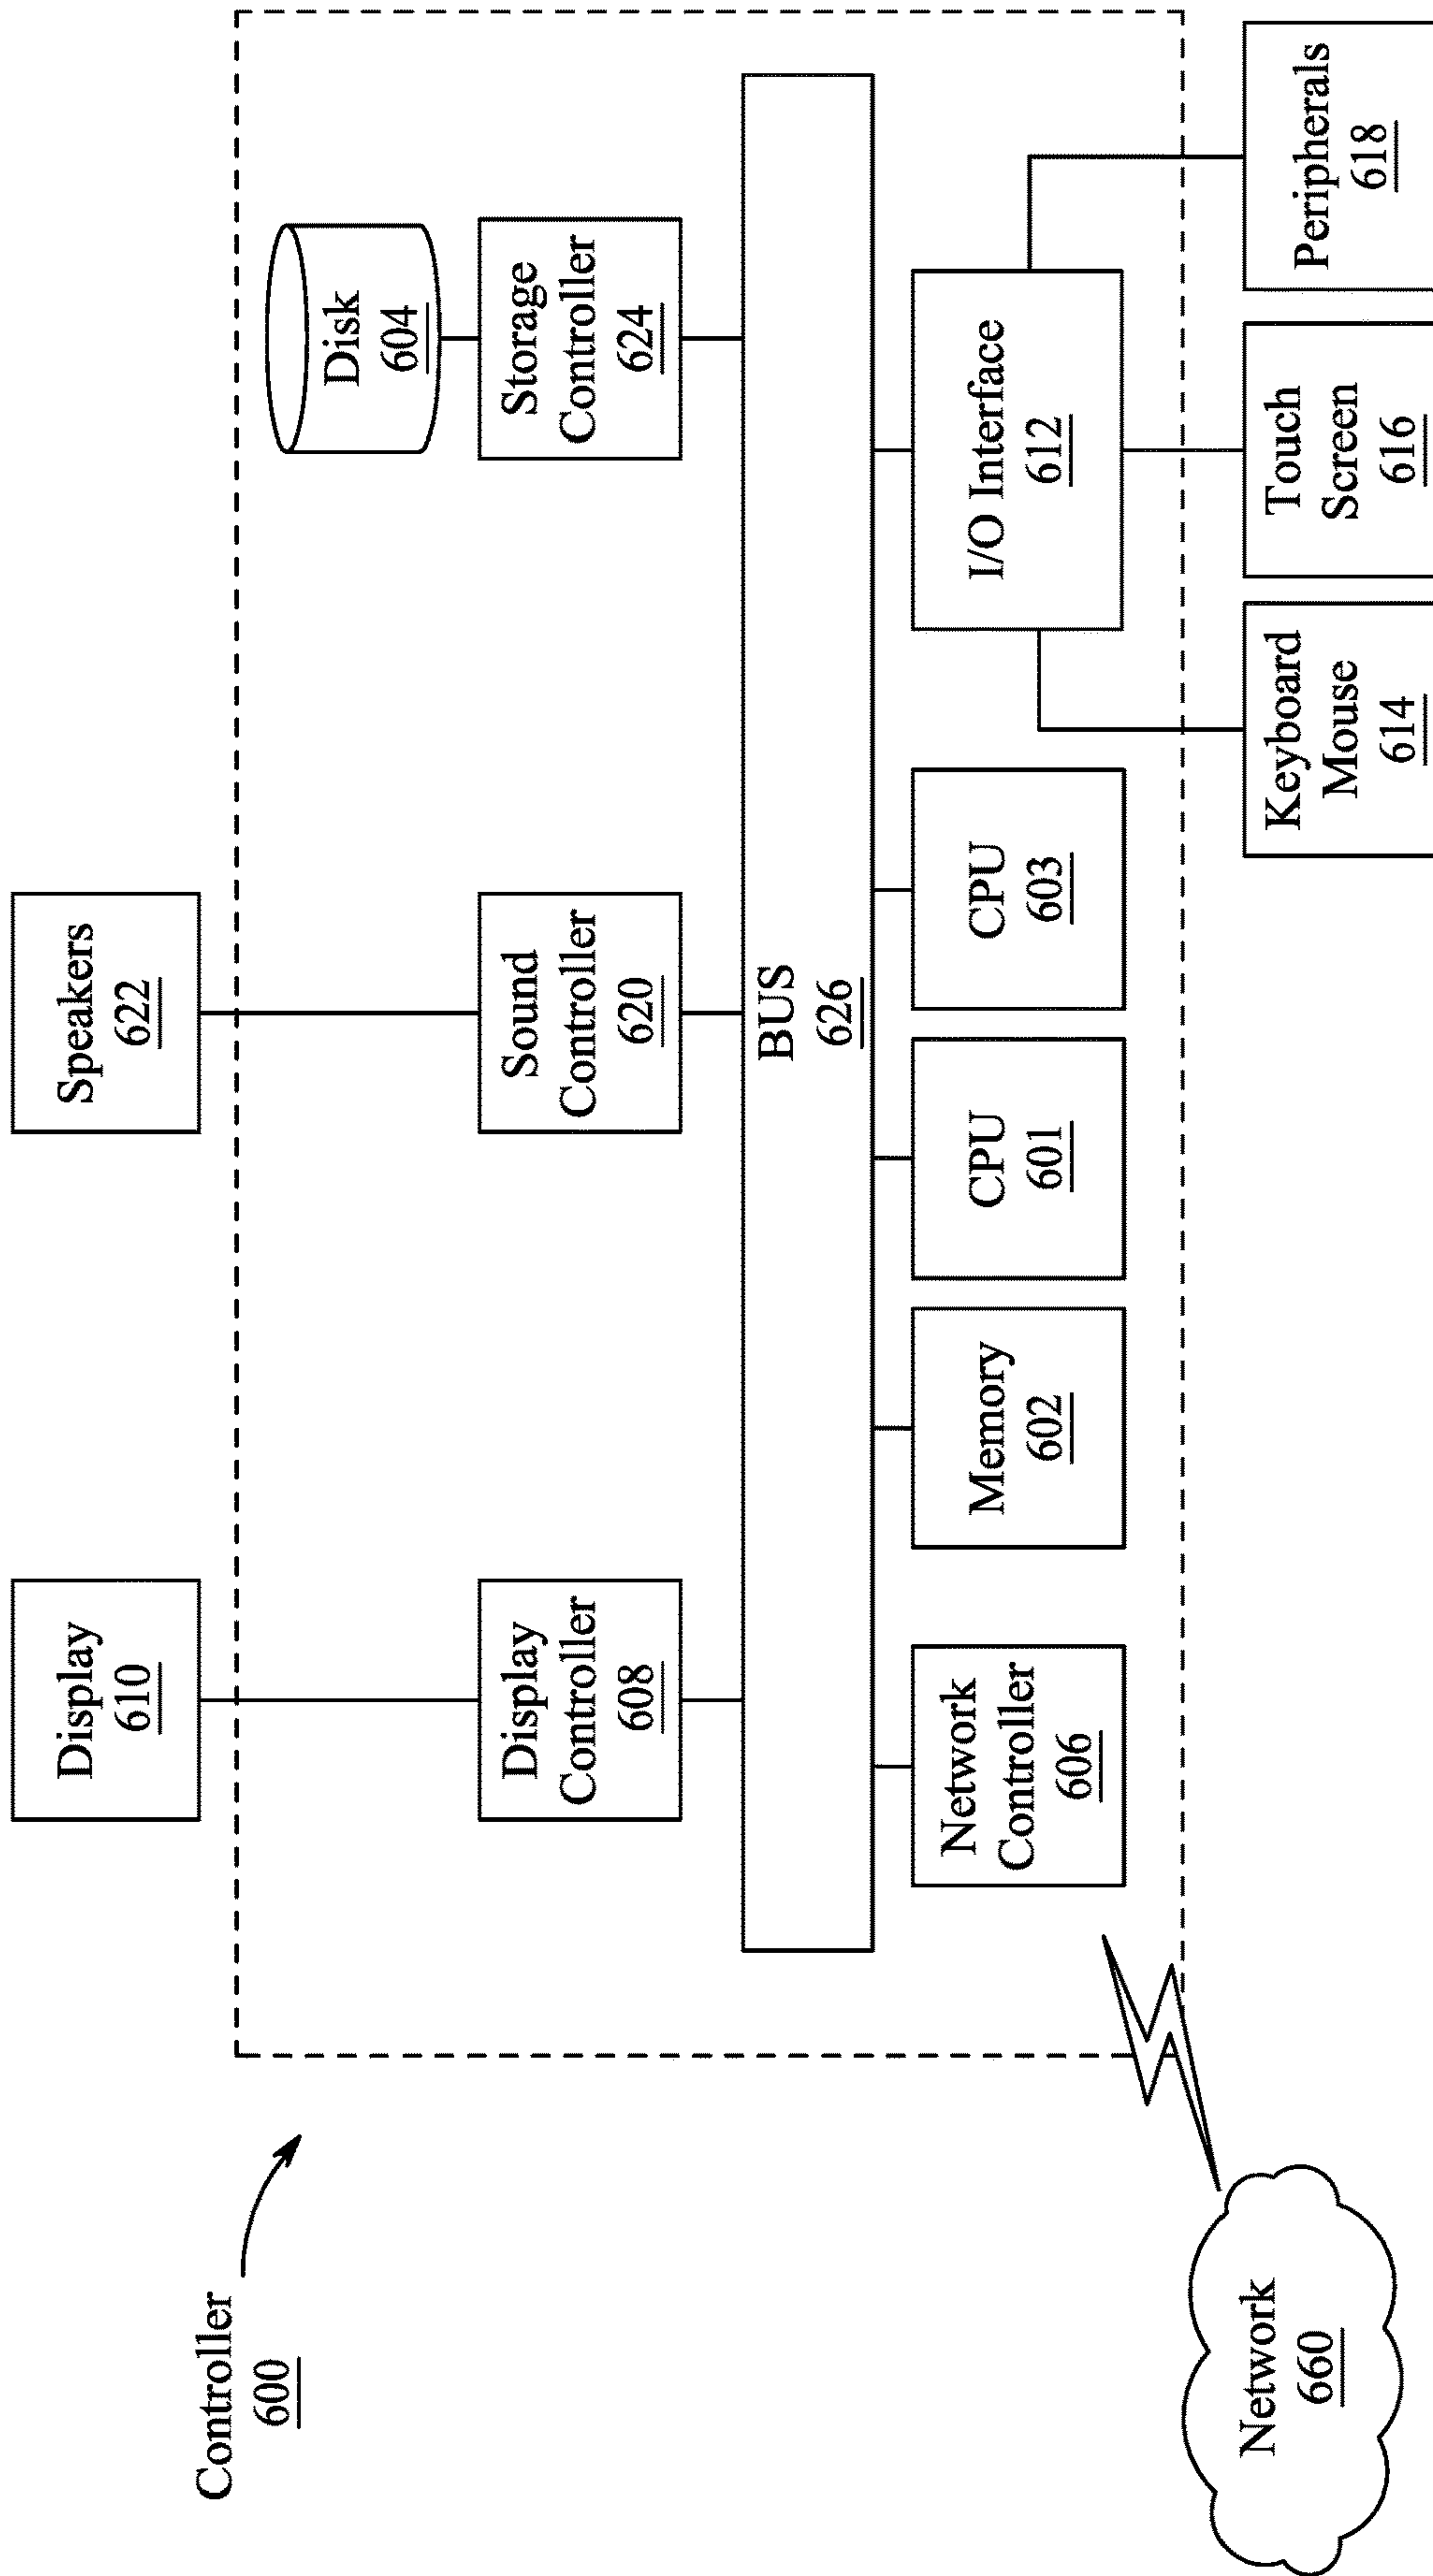 Controller
600
Display
610
Speakers
622
Display
Controller
608
Sound
Controller
620
Disk
604
Storage
Controller
624
BUS
626
Network
Controller
606
Memory
602
CPU
601
CPU
603
I/O Interface
612
Network
660
Keyboard
Mouse
614
Touch
Screen
616
Peripherals
618